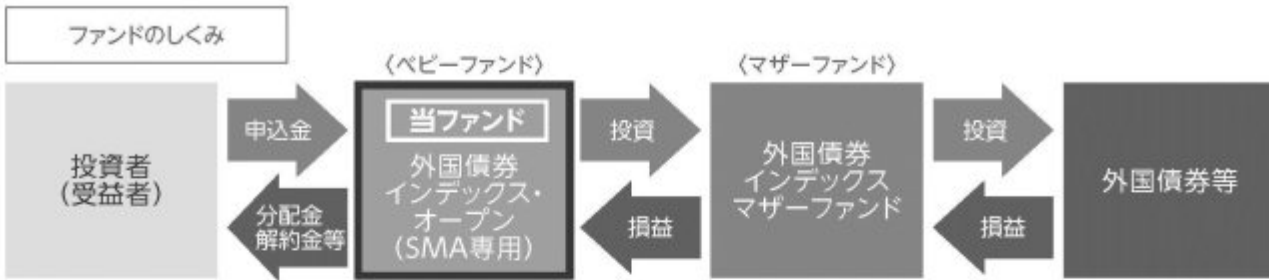 ファンドのしくみ
〈ベビーファンド〉
〈マザーファンド〉
投資者
(受益者)
申込金
分配金
解約金等
当ファンド
外国債券
インデックス・
オープン
(SMA専用)
投資
損益
外国債券
インデックス
マザーファンド
投資
損益
外国債券等